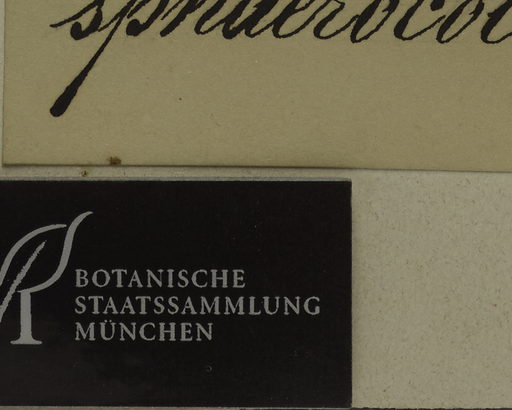 BOTANISCHE
STAATSSAMMLUNG
MÜNCHEN